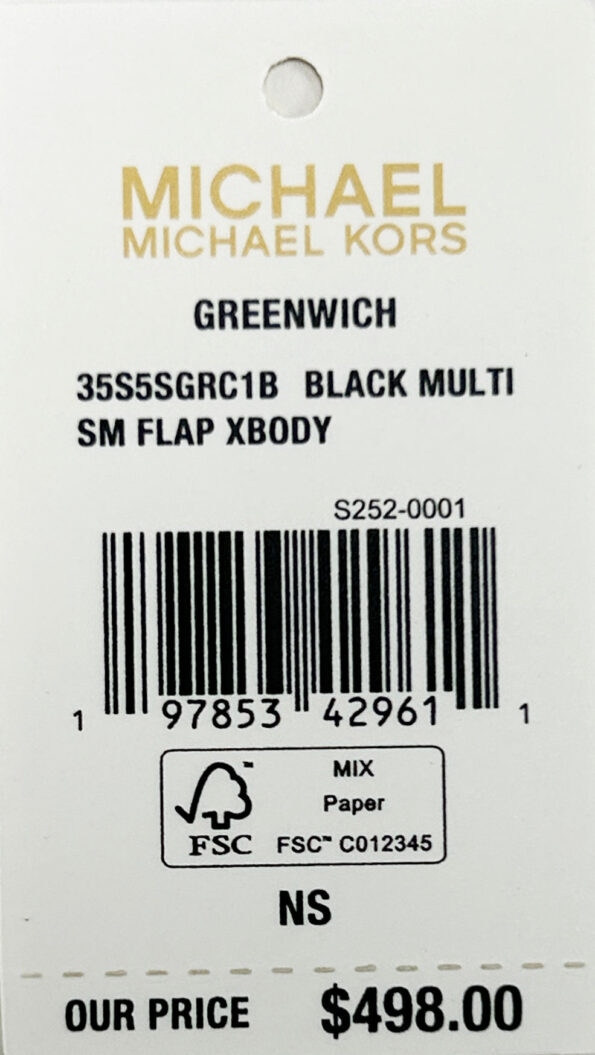 MICHAEL
MICHAEL KORS
GREENWICH
35S5SGRC1B BLACK MULTI
SM FLAP XBODY
S252-0001
1 97853 42961 1
MIX
Paper
FSC™ C012345
FSC
NS
OUR PRICE $498.00